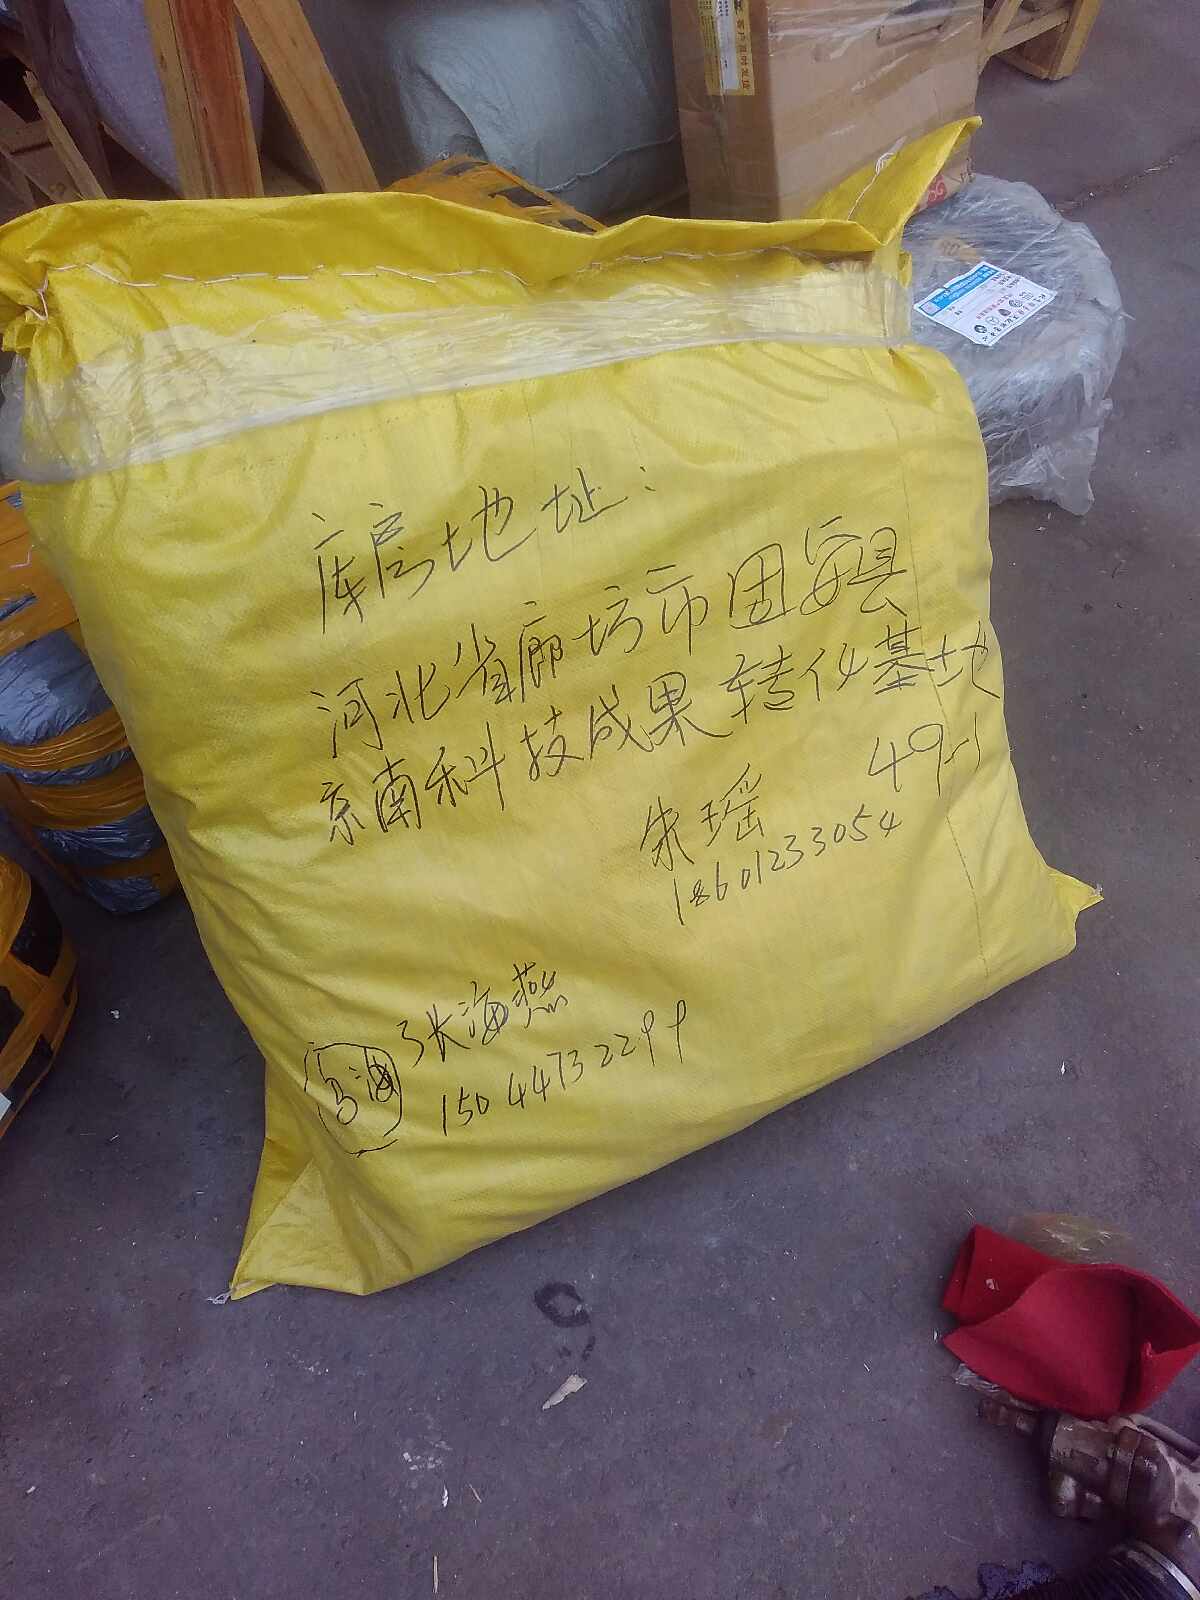 库房地址:
河北省廊坊市固安县
京南科技成果转化基地
49-1
朱瑶
18601233054
张海燕
15044732299